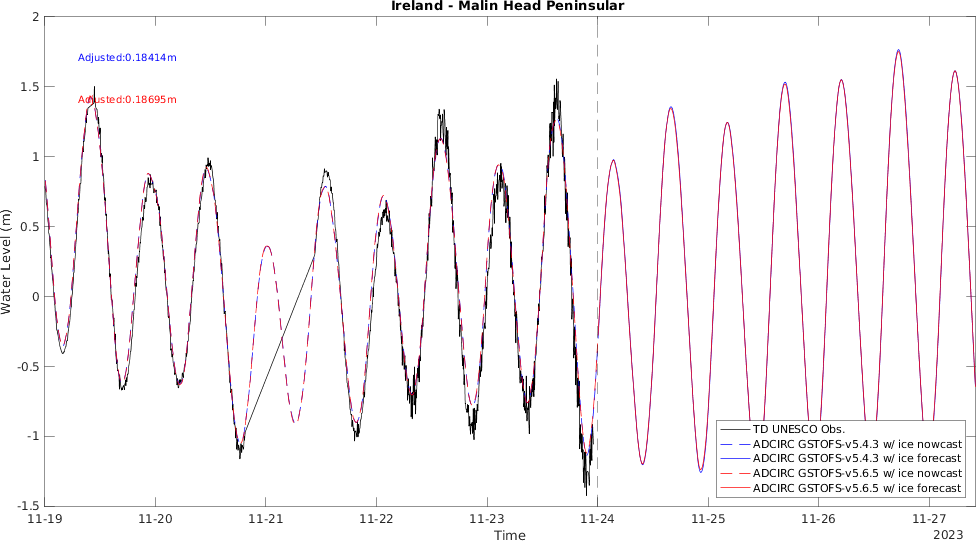 Ireland - Malin Head Peninsular
2
Adjusted:0.18414m
1.5
Adjusted:0.18695m
1
0.5
Water Level (m)
0
-0.5
-1
-1.5
TD UNESCO Obs.
ADCIRC GSTOFS-v5.4.3 w/ ice nowcast
ADCIRC GSTOFS-v5.4.3 w/ ice forecast
ADCIRC GSTOFS-v5.6.5 w/ ice nowcast
ADCIRC GSTOFS-v5.6.5 w/ ice forecast
11-19 11-20 11-21 11-22 11-23 11-24 11-25 11-26 11-27
Time
2023